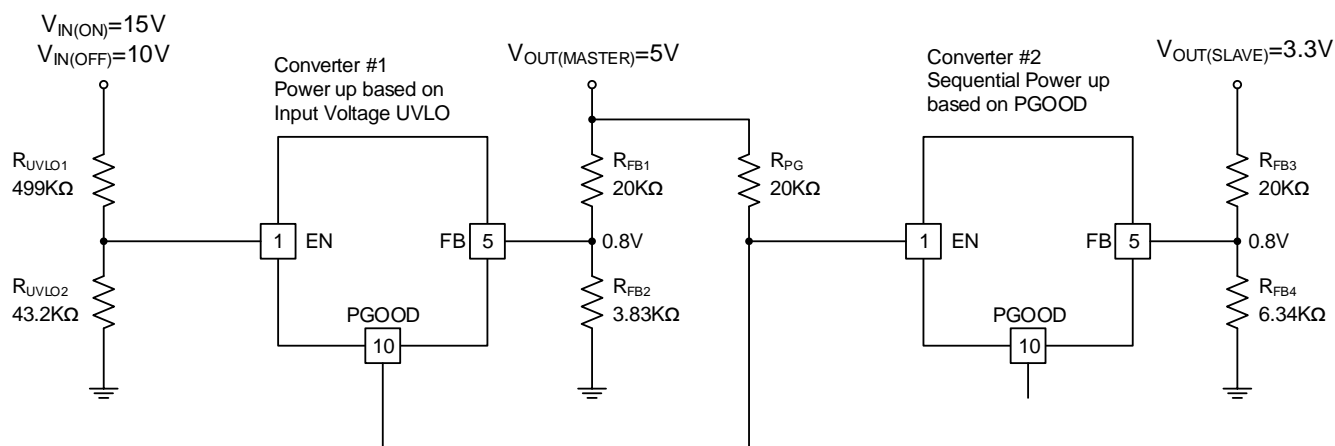 VIN(ON)=15V
VIN(OFF)=10V
Converter #1
Power up based on
Input Voltage UVLO
VOUT(MASTER)=5V
Converter #2
Sequential Power up
based on PGOOD
VOUT(SLAVE)=3.3V
RUVLO1
499KΩ
RFB1
20KΩ
RPG
20KΩ
RFB3
20KΩ
1
EN
FB
5
0.8V
1
EN
FB
5
0.8V
RUVLO2
43.2KΩ
PGOOD
10
RFB2
3.83KΩ
PGOOD
10
RFB4
6.34KΩ